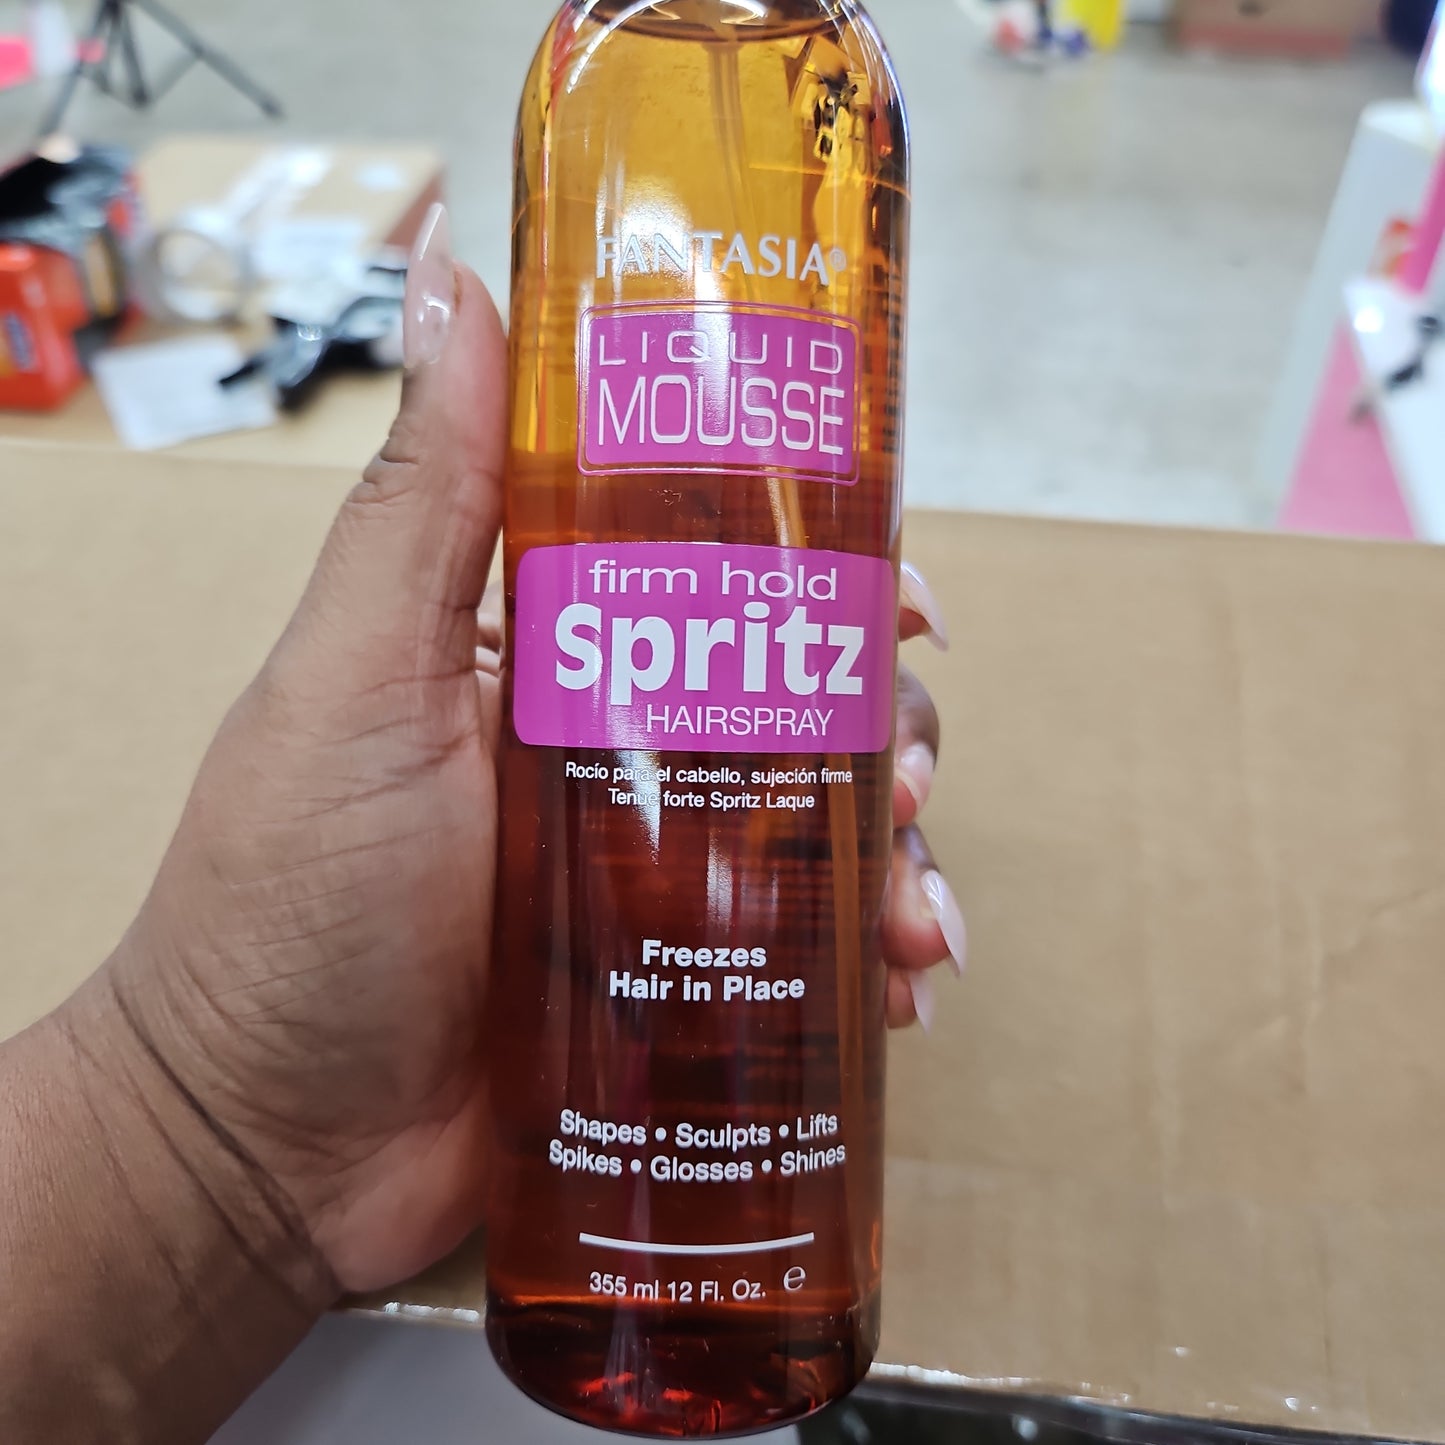 FANTASIA®
LIQUID
MOUSSE
firm hold
Spritz
HAIRSPRAY
Rocío para el cabello, sujeción firme
Tenue forte Spritz Laque
Freezes
Hair in Place
Shapes • Sculpts • Lifts
Spikes • Glosses • Shines
355 ml 12 Fl. Oz. ℮